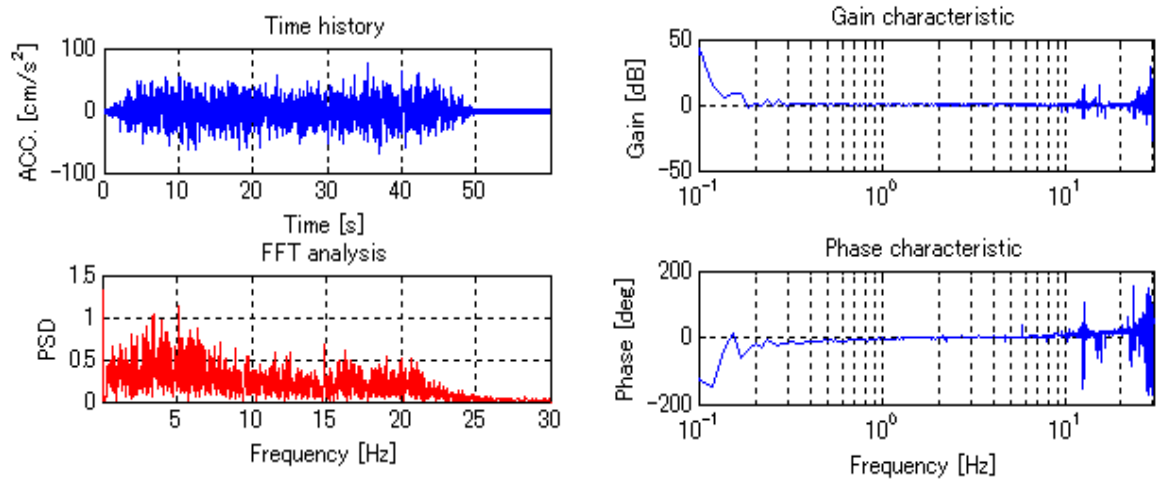 Time history
ACC. [cm/s²]
100
0
-100
0 10 20 30 40 50
Time [s]
FFT analysis
PSD
1.5
1
0.5
0
5 10 15 20 25 30
Frequency [Hz]
Gain characteristic
Gain [dB]
50
0
-50
10⁻¹ 10⁰ 10¹
Phase characteristic
Phase [deg]
200
0
-200
10⁻¹ 10⁰ 10¹
Frequency [Hz]